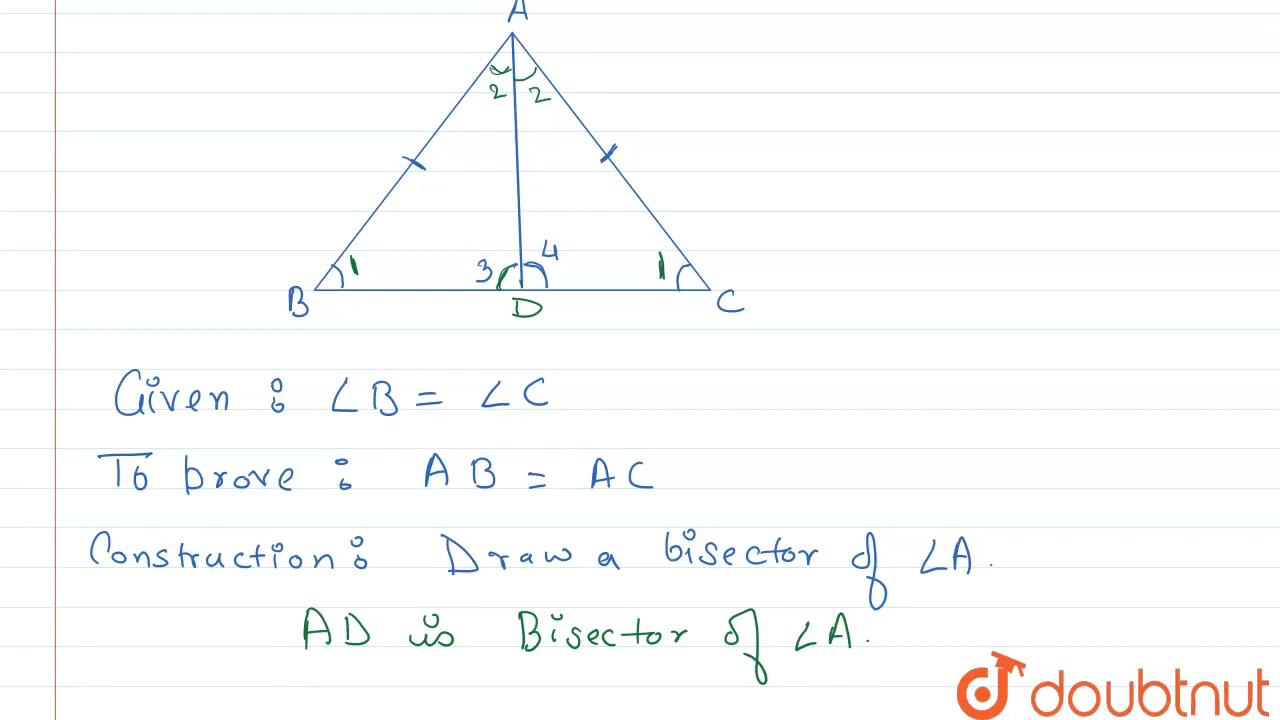 A
2 2
3 4
1 1
B D C
Given : ∠B = ∠C
To prove : AB = AC
Construction : Draw a bisector of ∠A.
AD is Bisector of ∠A.
doubtnut